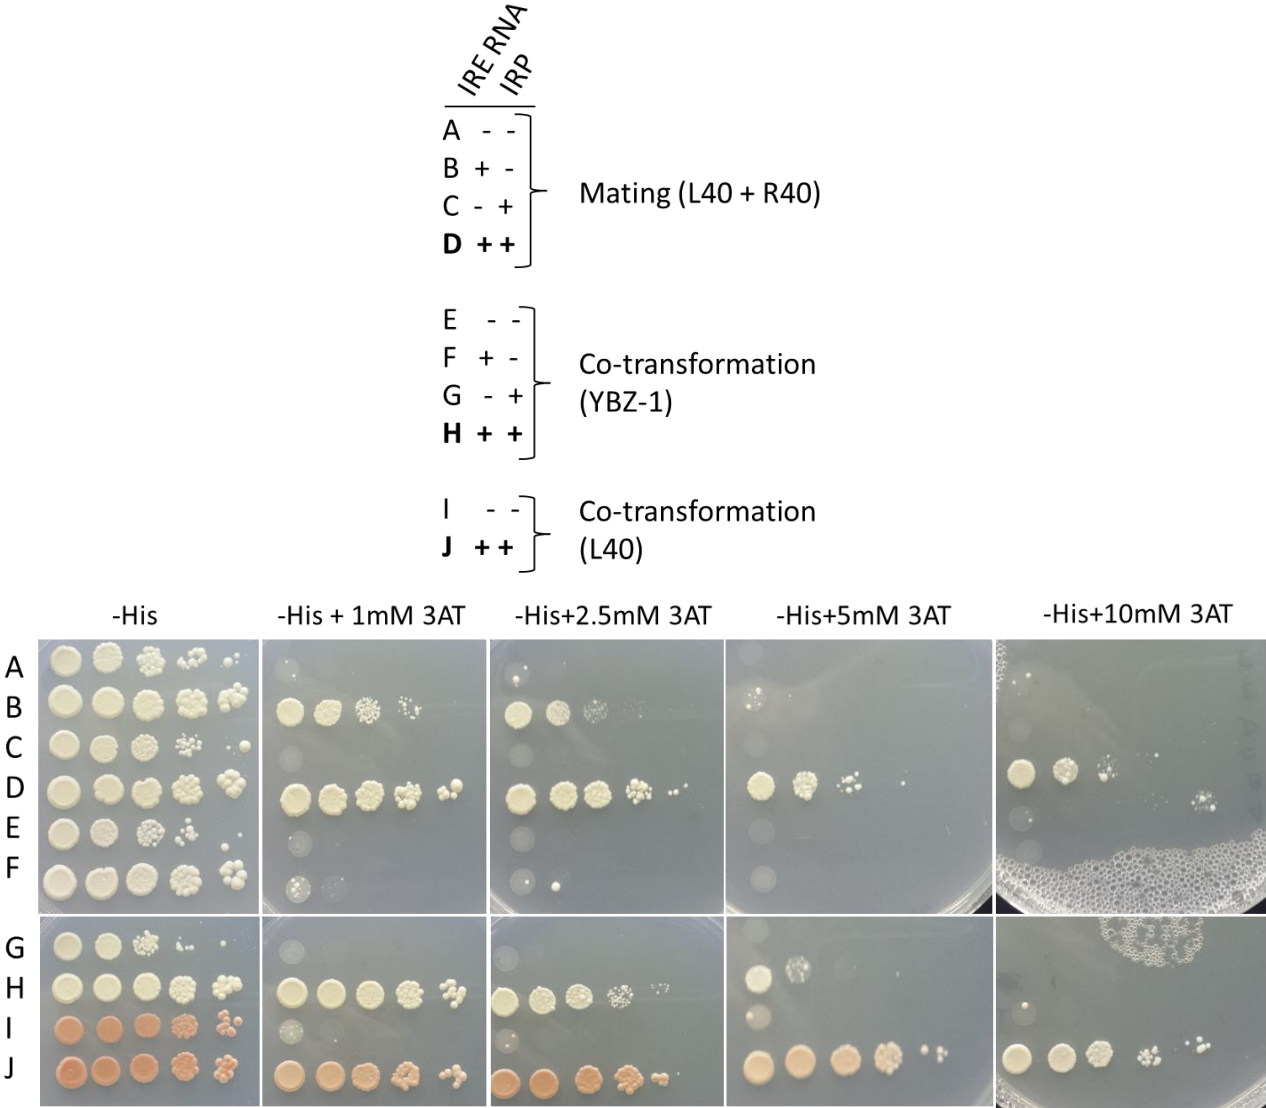 IRE RNA
IRP
A - -
B + -
C - +
D + +
Mating (L40 + R40)
E - -
F + -
G - +
H + +
Co-transformation
(YBZ-1)
I - -
J + +
Co-transformation
(L40)
-His
-His + 1mM 3AT
-His+2.5mM 3AT
-His+5mM 3AT
-His+10mM 3AT
A
B
C
D
E
F
G
H
I
J